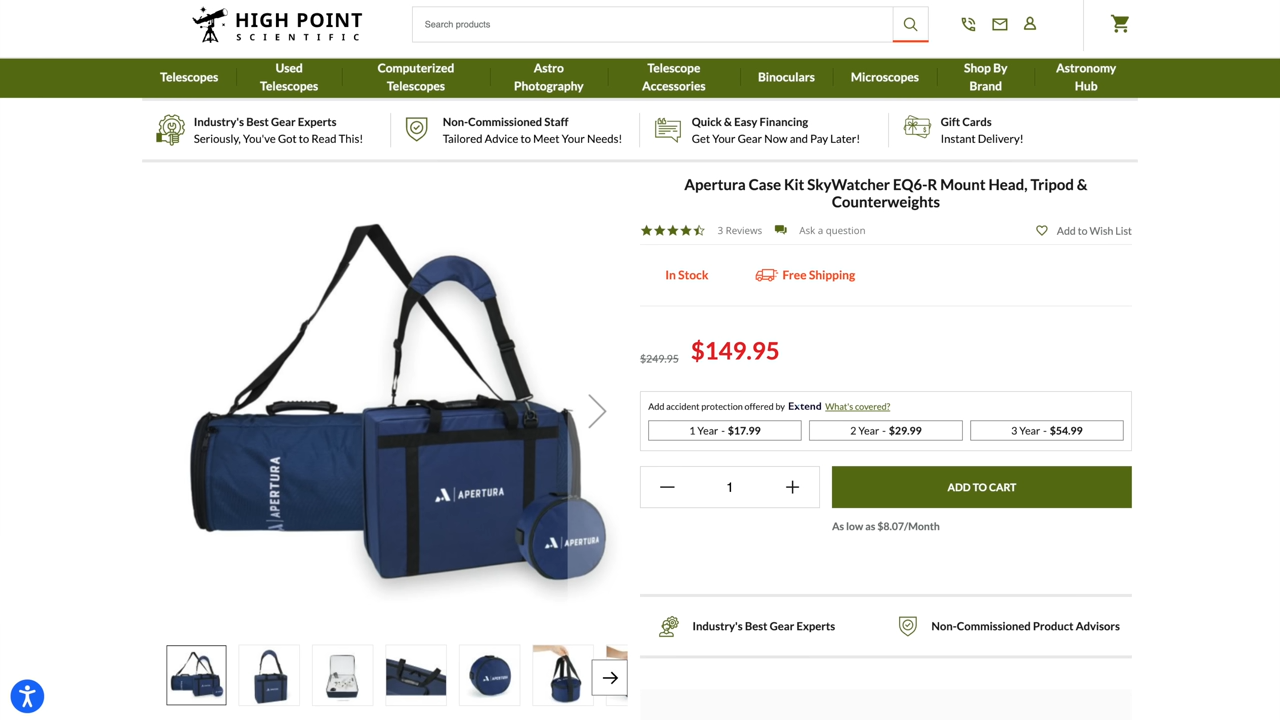 HIGH POINT
SCIENTIFIC
Search products
Telescopes
Used
Telescopes
Computerized
Telescopes
Astro
Photography
Telescope
Accessories
Binoculars
Microscopes
Shop By
Brand
Astronomy
Hub
Industry's Best Gear Experts
Seriously, You've Got to Read This!
Non-Commissioned Staff
Tailored Advice to Meet Your Needs!
Quick & Easy Financing
Get Your Gear Now and Pay Later!
Gift Cards
Instant Delivery!
Apertura Case Kit SkyWatcher EQ6-R Mount Head, Tripod &
Counterweights
3 Reviews
Ask a question
Add to Wish List
In Stock
Free Shipping
$249.95 $149.95
Add accident protection offered by Extend What's covered?
1 Year - $17.99
2 Year - $29.99
3 Year - $54.99
1
ADD TO CART
As low as $8.07/Month
Industry's Best Gear Experts
Non-Commissioned Product Advisors
APERTURA
APERTURA
APERTURA
APERTURA